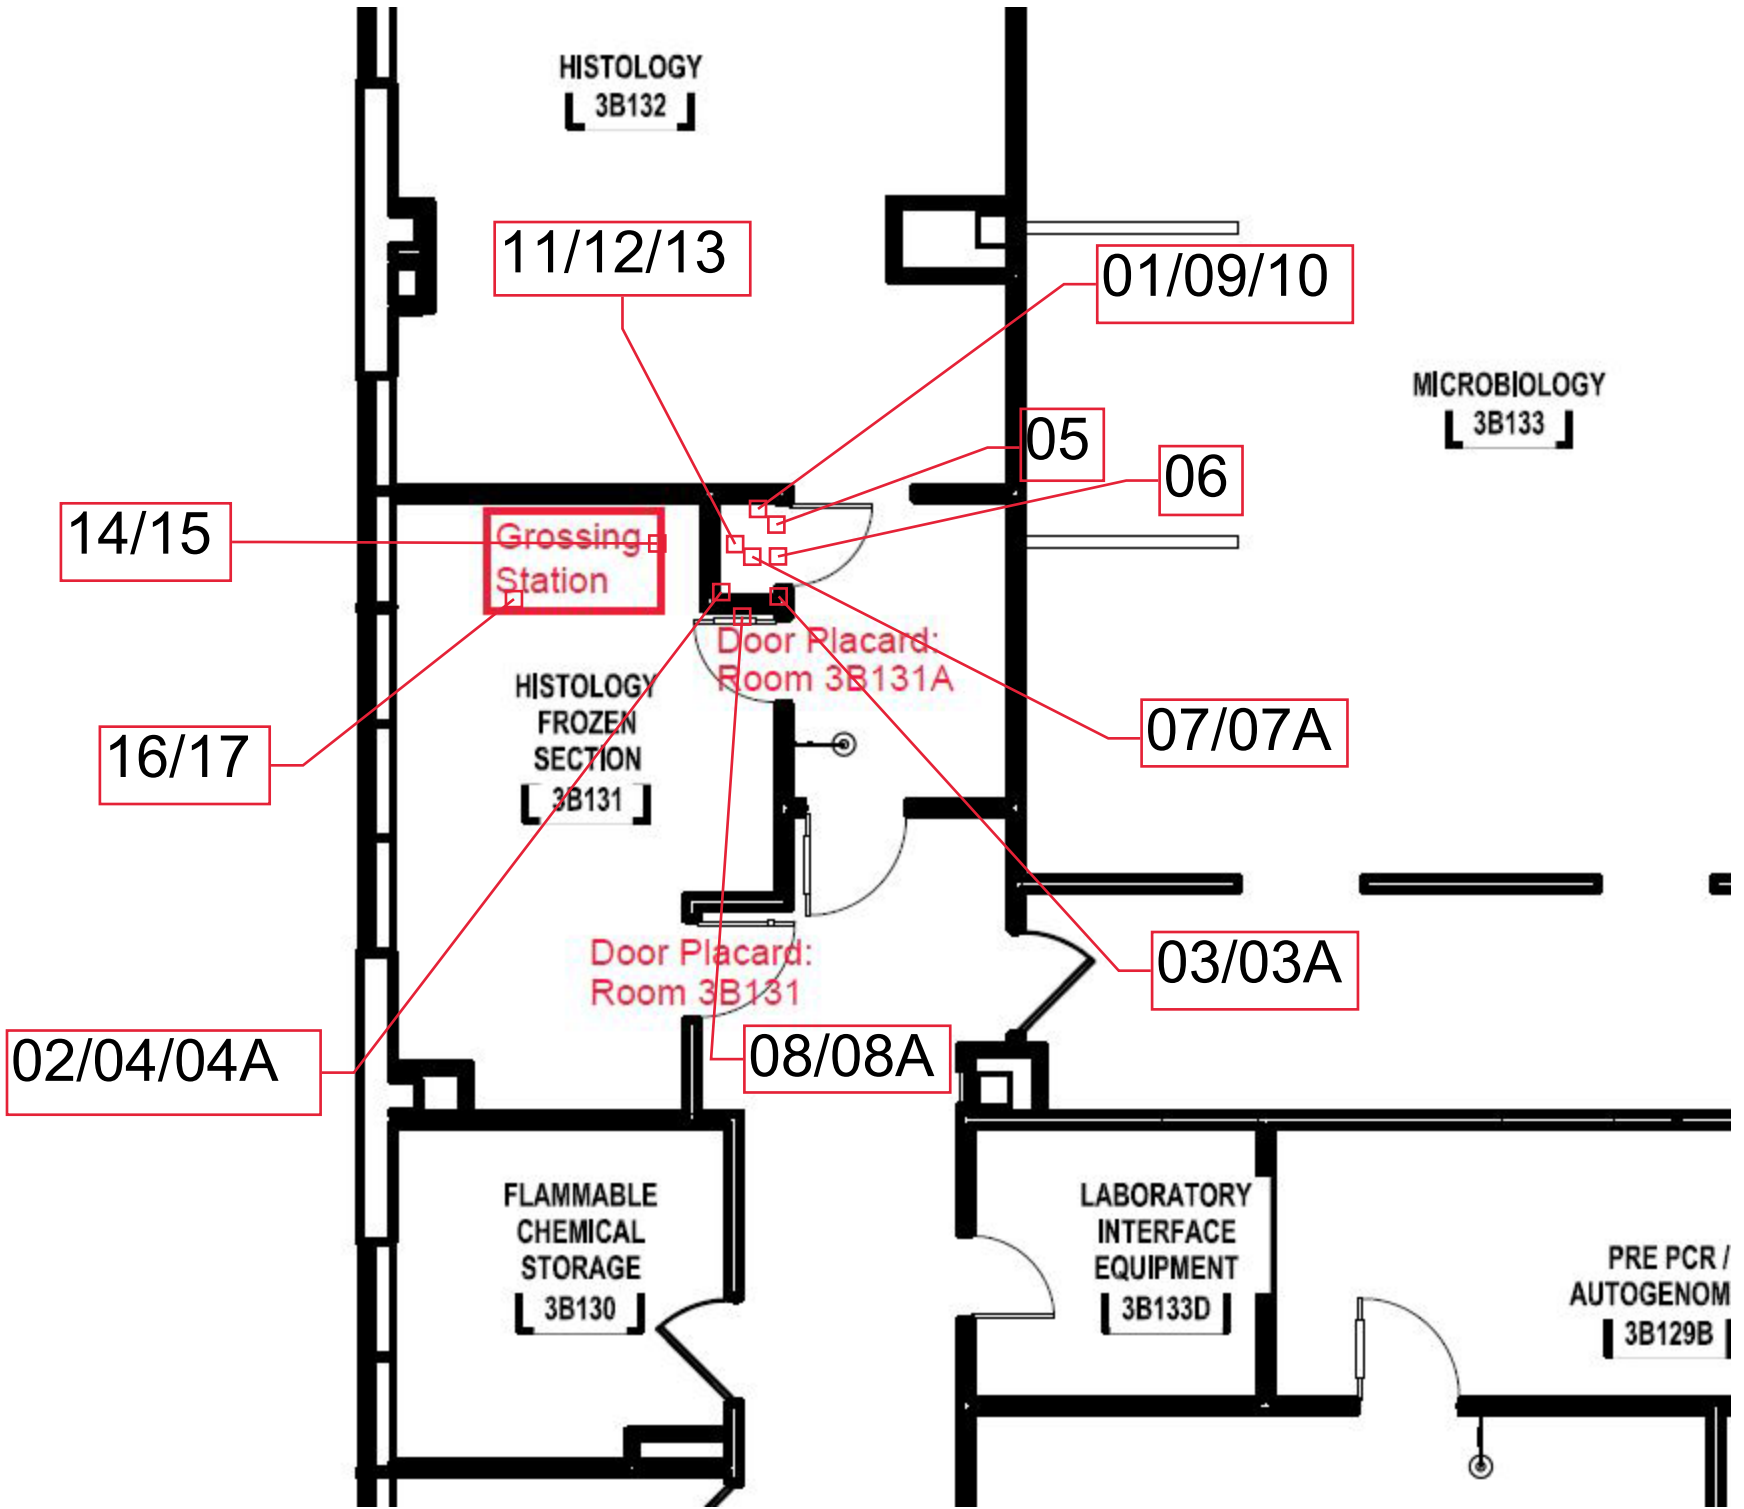 HISTOLOGY
3B132
11/12/13
01/09/10
MICROBIOLOGY
3B133
05
06
14/15
Grossing
Station
Door Placard:
Room 3B131A
HISTOLOGY
FROZEN
SECTION
3B131
07/07A
16/17
03/03A
Door Placard:
Room 3B131
02/04/04A
08/08A
FLAMMABLE
CHEMICAL
STORAGE
3B130
LABORATORY
INTERFACE
EQUIPMENT
3B133D
PRE PCR /
AUTOGENOM
3B129B